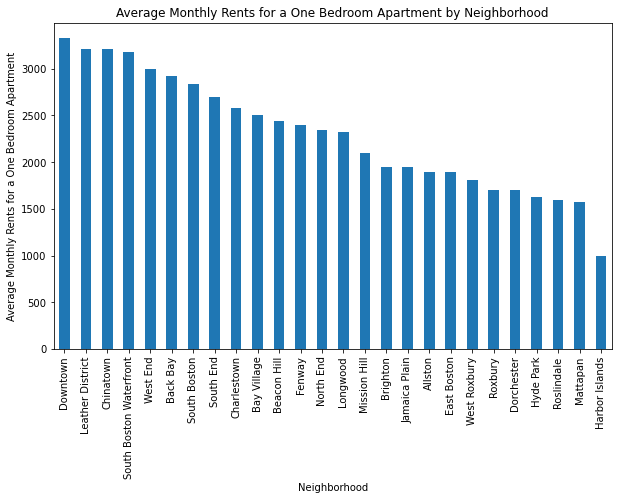 Average Monthly Rents for a One Bedroom Apartment by Neighborhood
Average Monthly Rents for a One Bedroom Apartment
3000
2500
2000
1500
1000
500
0
Downtown
Leather District
Chinatown
South Boston Waterfront
West End
Back Bay
South Boston
South End
Charlestown
Bay Village
Beacon Hill
Fenway
North End
Longwood
Mission Hill
Brighton
Jamaica Plain
Allston
East Boston
West Roxbury
Roxbury
Dorchester
Hyde Park
Roslindale
Mattapan
Harbor Islands
Neighborhood